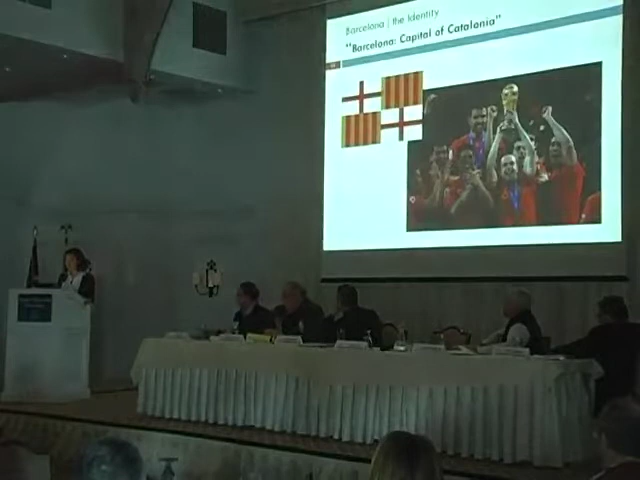 Barcelona | the Identity
"Barcelona: Capital of Catalonia"